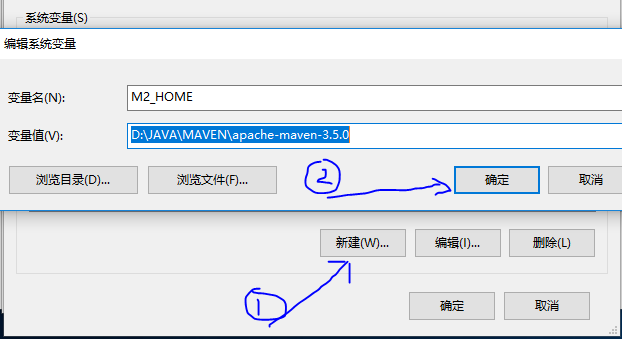 系统变量(S)
编辑系统变量
变量名(N): M2_HOME
变量值(V): D:\JAVA\MAVEN\apache-maven-3.5.0
浏览目录(D)... 浏览文件(F)... ② 确定 取消
新建(W)... 编辑(I)... 删除(L)
① 确定 取消